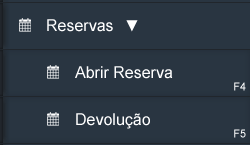 Reservas ▼
Abrir Reserva
F4
Devolução
F5